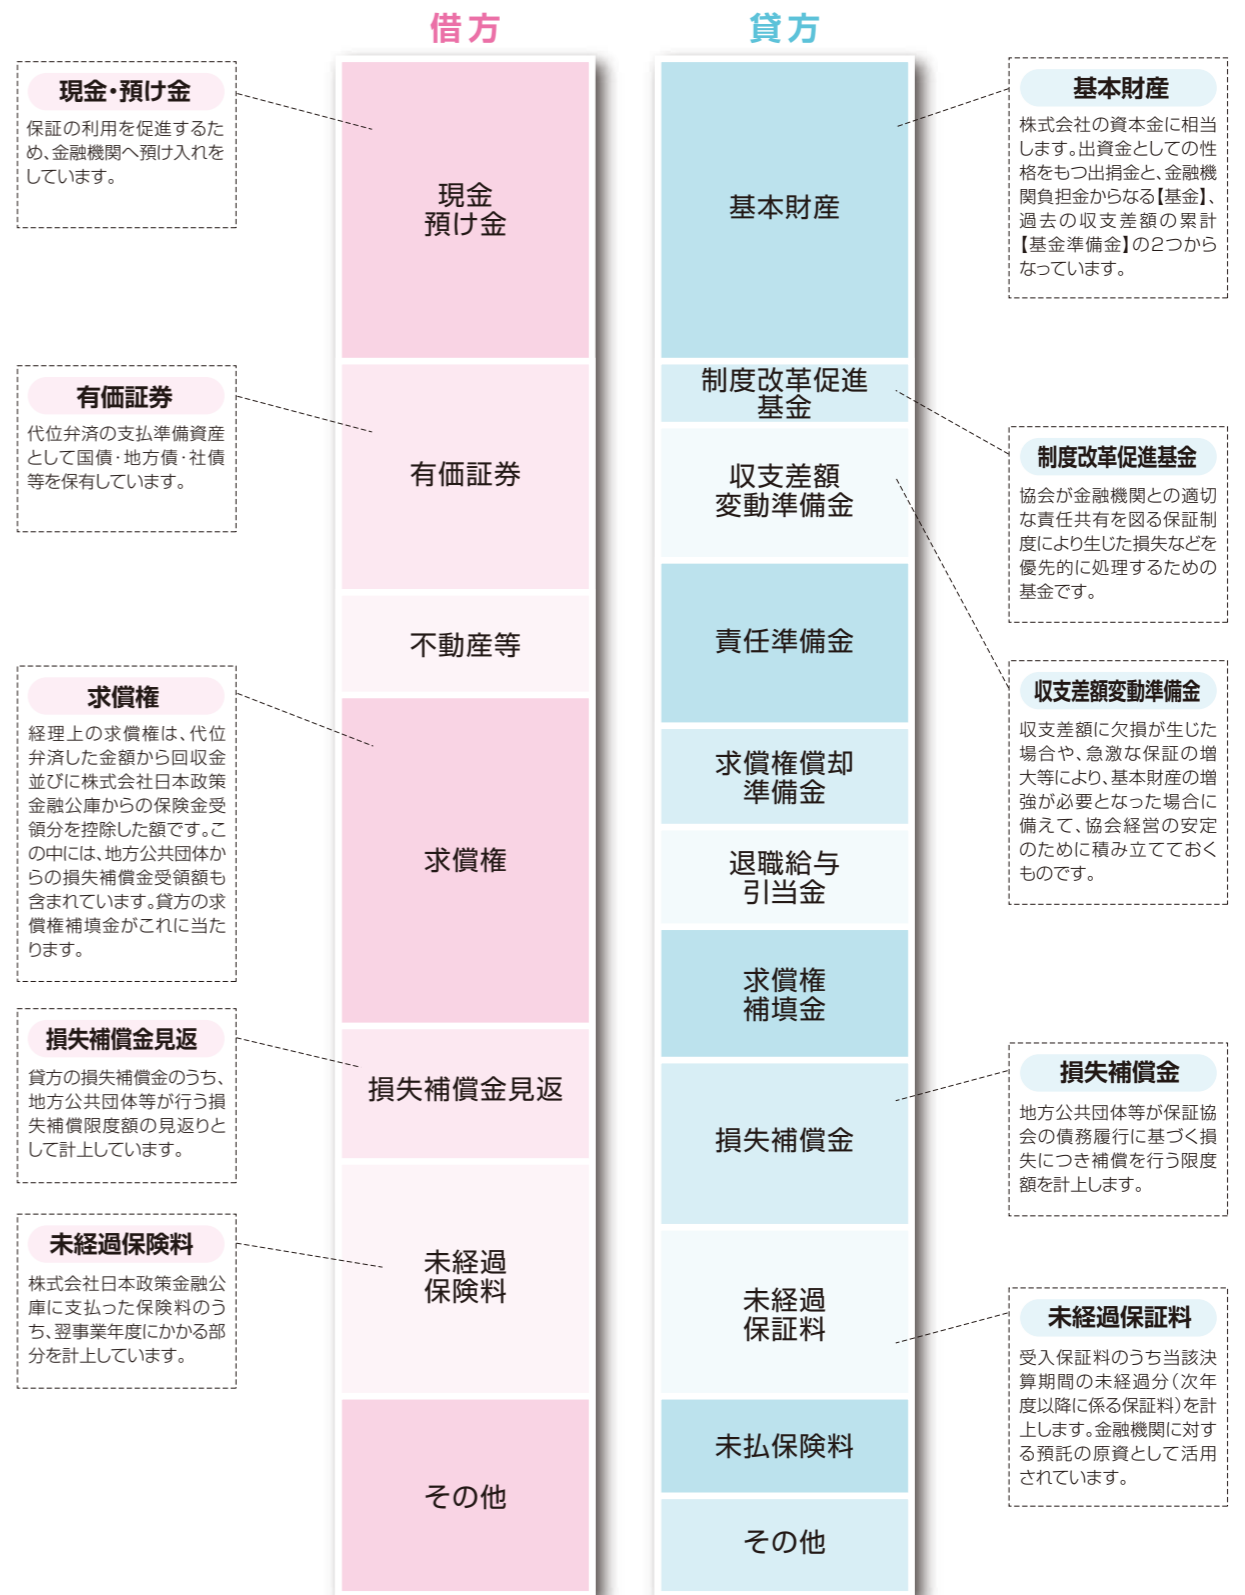 借方
貸方
現金・預け金
保証の利用を促進するた
め、金融機関へ預け入れを
しています。
有価証券
代位弁済の支払準備資産
として国債・地方債・社債
等を保有しています。
求償権
経理上の求償権は、代位
弁済した金額から回収金
並びに株式会社日本政策
金融公庫からの保険金受
領分を控除した額です。こ
の中には、地方公共団体か
らの損失補償金受領額も
含まれています。貸方の求
償権補填金がこれに当た
ります。
損失補償金見返
貸方の損失補償金のうち、
地方公共団体等が行う損
失補償限度額の見返りと
して計上しています。
未経過保険料
株式会社日本政策金融公
庫に支払った保険料のう
ち、翌事業年度にかかる部
分を計上しています。
現金
預け金
有価証券
不動産等
求償権
損失補償金見返
未経過
保険料
その他
基本財産
制度改革促進
基金
収支差額
変動準備金
責任準備金
求償権償却
準備金
退職給与
引当金
求償権
補填金
損失補償金
未経過
保証料
未払保険料
その他
基本財産
株式会社の資本金に相当
します。出資金としての性
格をもつ出捐金と、金融機
関負担金からなる【基金】、
過去の収支差額の累計
【基金準備金】の2つから
なっています。
制度改革促進基金
協会が金融機関との適切
な責任共有を図る保証制
度により生じた損失などを
優先的に処理するための
基金です。
収支差額変動準備金
収支差額に欠損が生じた
場合や、急激な保証の増
大等により、基本財産の増
強が必要となった場合に
備えて、協会経営の安定
のために積み立てておく
ものです。
損失補償金
地方公共団体等が保証協
会の債務履行に基づく損
失につき補償を行う限度
額を計上します。
未経過保証料
受入保証料のうち当該決
算期間の未経過分(次年
度以降に係る保証料)を計
上します。金融機関に対す
る預託の原資として活用
されています。